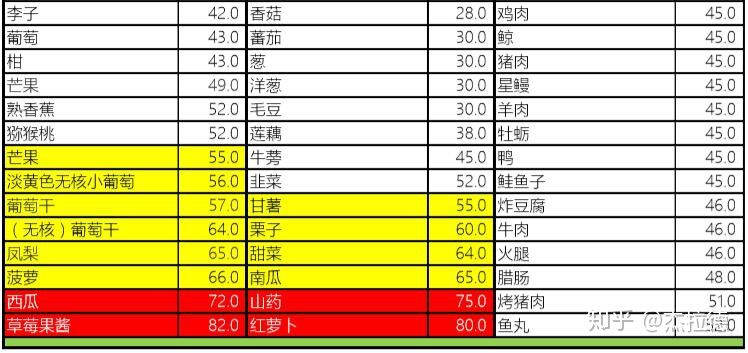 李子 42.0 香菇 28.0 鸡肉 45.0
葡萄 43.0 蕃茄 30.0 鲸 45.0
柑 43.0 葱 30.0 猪肉 45.0
芒果 49.0 洋葱 30.0 星鳗 45.0
熟香蕉 52.0 毛豆 30.0 羊肉 45.0
猕猴桃 52.0 莲藕 38.0 牡蛎 45.0
芒果 55.0 牛蒡 45.0 鸭 45.0
淡黄色无核小葡萄 56.0 韭菜 52.0 鲑鱼子 45.0
葡萄干 57.0 甘薯 55.0 炸豆腐 46.0
（无核）葡萄干 64.0 栗子 60.0 牛肉 46.0
凤梨 65.0 甜菜 64.0 火腿 46.0
菠萝 66.0 南瓜 65.0 腊肠 48.0
西瓜 72.0 山药 75.0 烤猪肉 51.0
草莓果酱 82.0 红萝卜 80.0 鱼丸
知乎 @杰拉德